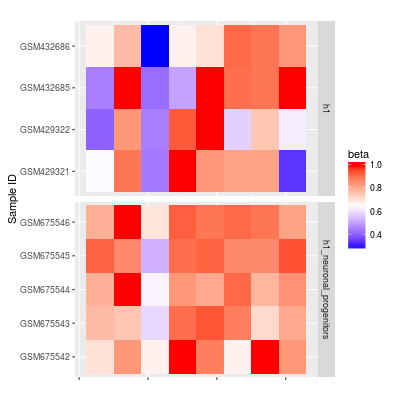 GSM432686
GSM432685
GSM429322
GSM429321
GSM675546
GSM675545
GSM675544
GSM675543
GSM675542
Sample ID
h1
h1_neuronal_progenitors
beta
1.0
0.8
0.6
0.4